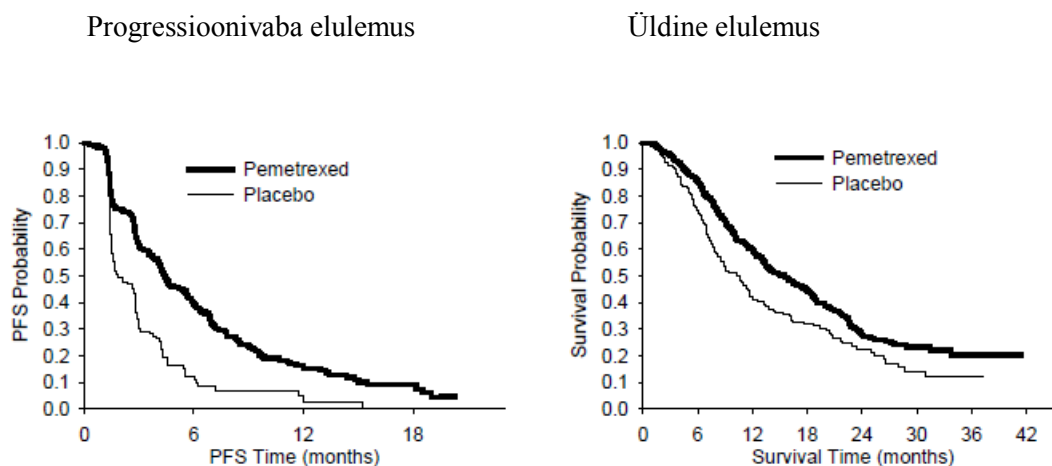 Progressioonivaba elulemus
Üldine elulemus
PFS Probability
1.0
0.9
0.8
0.7
0.6
0.5
0.4
0.3
0.2
0.1
0.0
Pemetrexed
Placebo
0 6 12 18
PFS Time (months)
Survival Probability
1.0
0.9
0.8
0.7
0.6
0.5
0.4
0.3
0.2
0.1
0.0
Pemetrexed
Placebo
0 6 12 18 24 30 36 42
Survival Time (months)